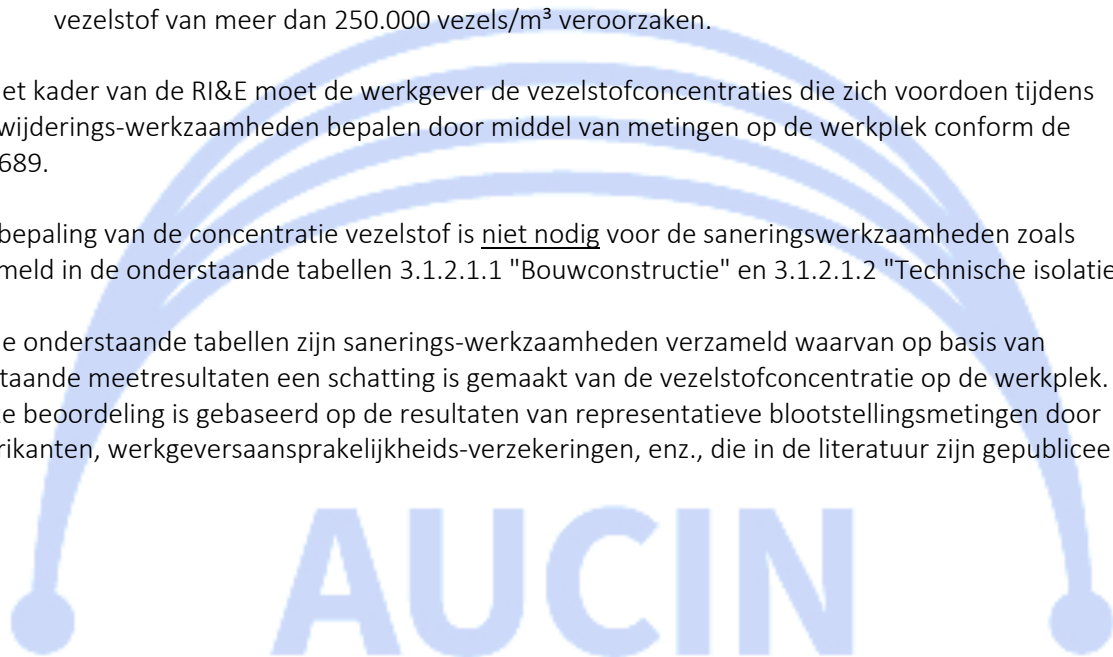 vezelstof van meer dan 250.000 vezels/m³ veroorzaken.
et kader van de RI&E moet de werkgever de vezelstofconcentraties die zich voordoen tijdens
wijderings-werkzaamheden bepalen door middel van metingen op de werkplek conform de
689.
bepaling van de concentratie vezelstof is niet nodig voor de saneringswerkzaamheden zoals
meld in de onderstaande tabellen 3.1.2.1.1 "Bouwconstructie" en 3.1.2.1.2 "Technische isolatie
e onderstaande tabellen zijn sanerings-werkzaamheden verzameld waarvan op basis van
taande meetresultaten een schatting is gemaakt van de vezelstofconcentratie op de werkplek.
e beoordeling is gebaseerd op de resultaten van representatieve blootstellingsmetingen door
rikanten, werkgeversaansprakelijkheids-verzekeringen, enz., die in de literatuur zijn gepublicee
AUCIN